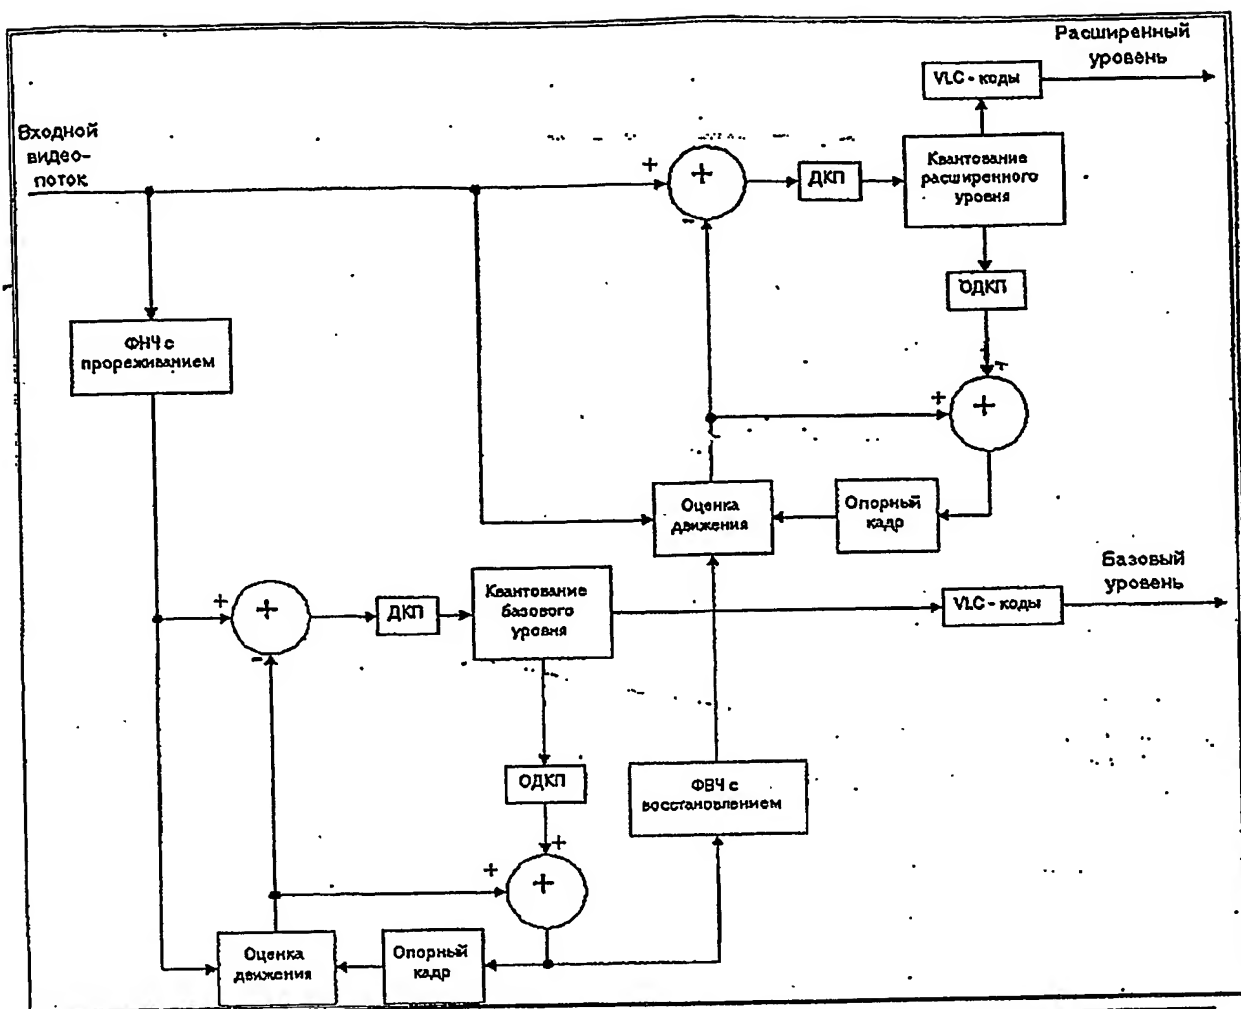 Расширенный
уровень
VLC - коды
Входной
видео-
поток
+
+
-
ДКП
Квантование
расширенного
уровня
ОДКП
ФНЧ с
прореживанием
+
+
+
Оценка
движения
Опорный
кадр
Базовый
уровень
+
+
-
ДКП
Квантование
базового
уровня
VLC - коды
ОДКП
ФВЧ с
восстановлением
+
+
+
Оценка
движения
Опорный
кадр